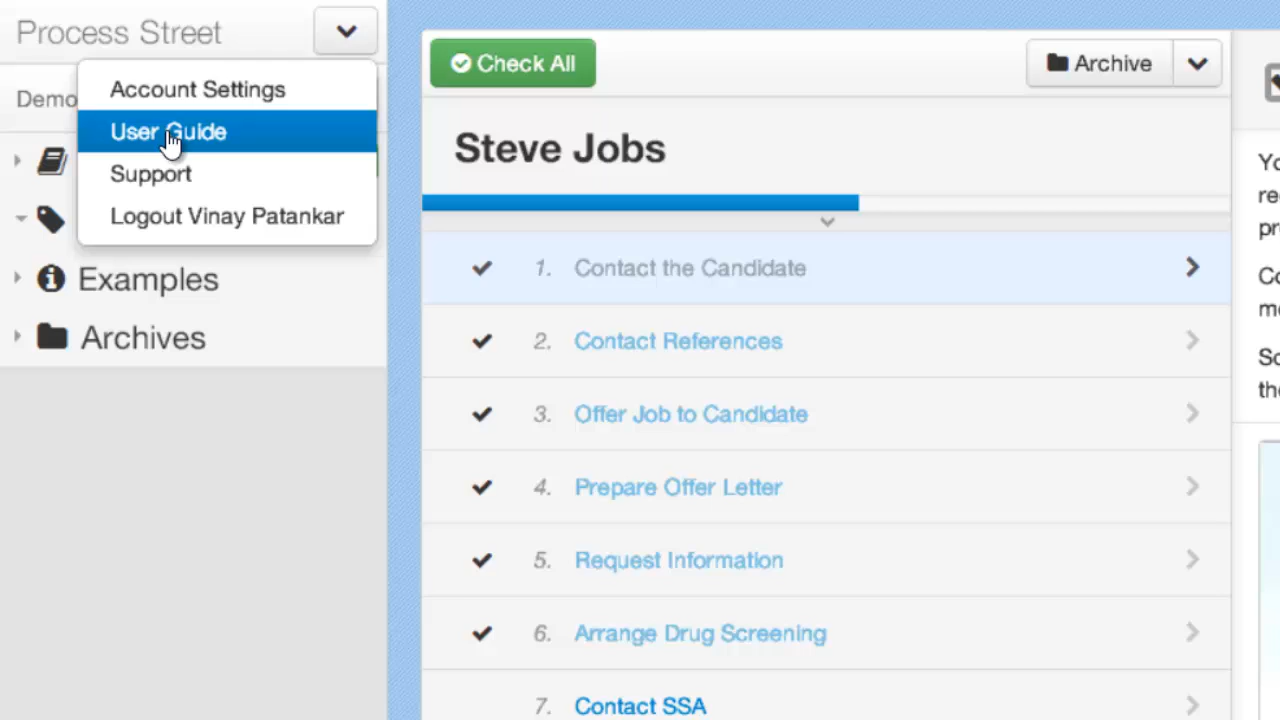 Process Street
Demo
Account Settings
User Guide
Support
Logout Vinay Patankar
Examples
Archives
Check All
Archive
Steve Jobs
1. Contact the Candidate
2. Contact References
3. Offer Job to Candidate
4. Prepare Offer Letter
5. Request Information
6. Arrange Drug Screening
7. Contact SSA